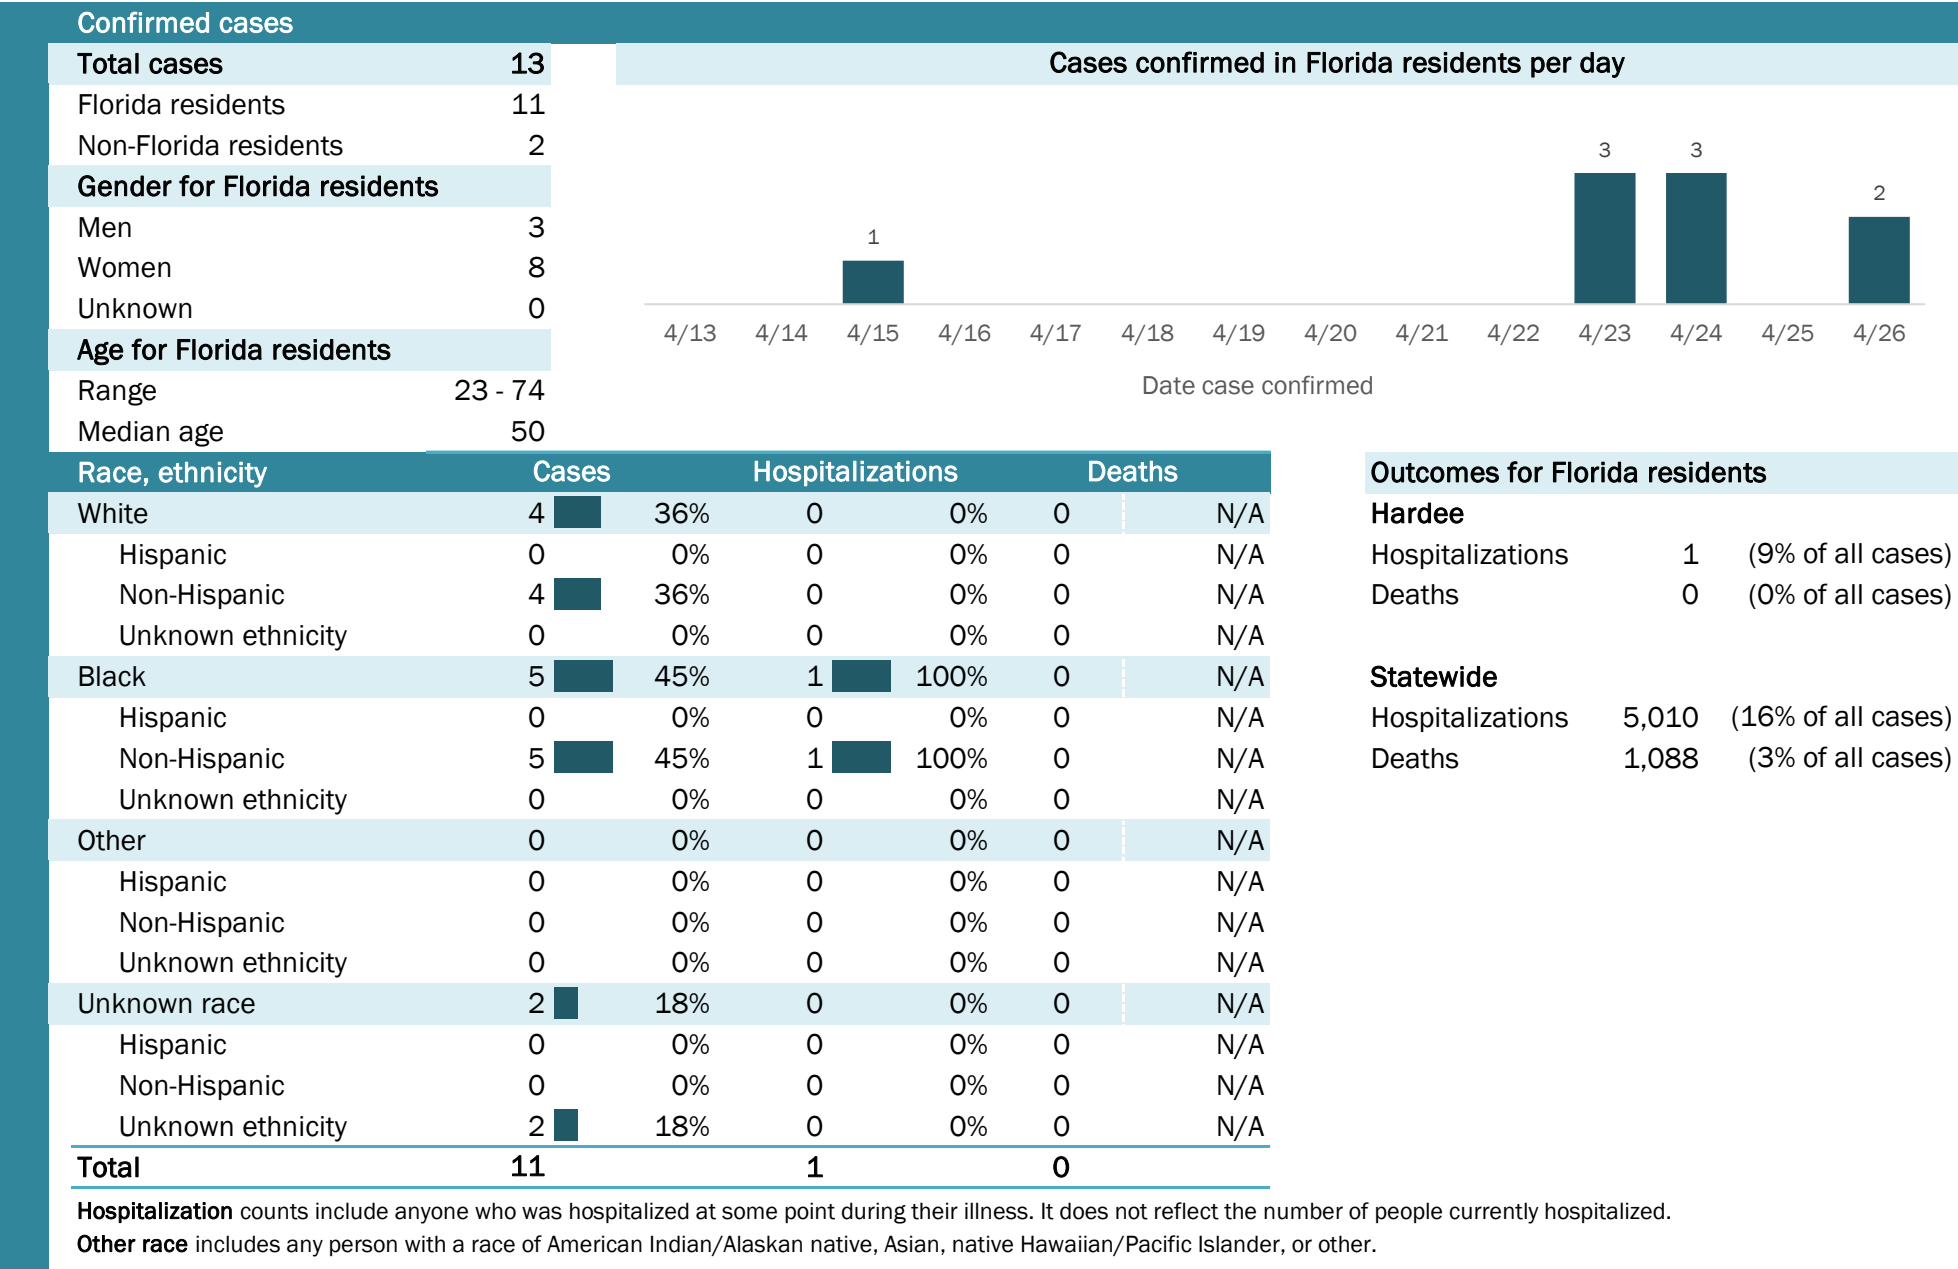 Confirmed cases
Total cases 13
Florida residents 11
Non-Florida residents 2
Gender for Florida residents
Men 3
Women 8
Unknown 0
Age for Florida residents
Range 23 - 74
Median age 50
Cases confirmed in Florida residents per day
1 3 3 2
4/13 4/14 4/15 4/16 4/17 4/18 4/19 4/20 4/21 4/22 4/23 4/24 4/25 4/26
Date case confirmed
Race, ethnicity Cases Hospitalizations Deaths
White 4 36% 0 0% 0 N/A
Hispanic 0 0% 0 0% 0 N/A
Non-Hispanic 4 36% 0 0% 0 N/A
Unknown ethnicity 0 0% 0 0% 0 N/A
Black 5 45% 1 100% 0 N/A
Hispanic 0 0% 0 0% 0 N/A
Non-Hispanic 5 45% 1 100% 0 N/A
Unknown ethnicity 0 0% 0 0% 0 N/A
Other 0 0% 0 0% 0 N/A
Hispanic 0 0% 0 0% 0 N/A
Non-Hispanic 0 0% 0 0% 0 N/A
Unknown ethnicity 0 0% 0 0% 0 N/A
Unknown race 2 18% 0 0% 0 N/A
Hispanic 0 0% 0 0% 0 N/A
Non-Hispanic 0 0% 0 0% 0 N/A
Unknown ethnicity 2 18% 0 0% 0 N/A
Total 11 1 0
Outcomes for Florida residents
Hardee
Hospitalizations 1 (9% of all cases)
Deaths 0 (0% of all cases)
Statewide
Hospitalizations 5,010 (16% of all cases)
Deaths 1,088 (3% of all cases)
Hospitalization counts include anyone who was hospitalized at some point during their illness. It does not reflect the number of people currently hospitalized.
Other race includes any person with a race of American Indian/Alaskan native, Asian, native Hawaiian/Pacific Islander, or other.